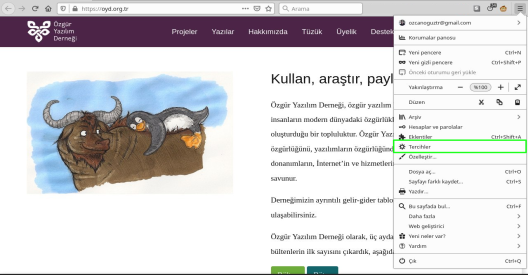 https://oyd.org.tr
Arama
Özgür
Yazılım
Derneği
Projeler Yazılar Hakkımızda Tüzük Üyelik Destek
Kullan, araştır, payl
Özgür Yazılım Derneği, özgür yazılım
insanların modern dünyadaki özgürlükl
oluşturduğu bir topluluktur. Özgür Yaz
özgürlüğünü, yazılımların özgürlüğünd
donanımların, İnternet'in ve hizmetleri
savunur.
Derneğimizin ayrıntılı gelir-gider tablo
ulaşabilirsiniz.
Özgür Yazılım Derneği olarak, üç ayda
bültenlerin ilk sayısını çıkardık, aşağıda
ozcanoguztr@gmail.com
Korumalar panosu
Yeni pencere Ctrl+N
Yeni gizli pencere Ctrl+Shift+P
Önceki oturumu geri yükle
Yakınlaştırma − %100 +
Düzen
Arşiv
Hesaplar ve parolalar
Eklentiler Ctrl+Shift+A
Tercihler
Özelleştir...
Dosya aç... Ctrl+O
Sayfayı farklı kaydet... Ctrl+S
Yazdır...
Bu sayfada bul... Ctrl+F
Daha fazla
Web geliştirici
Yeni neler var?
Yardım
Çık Ctrl+Q